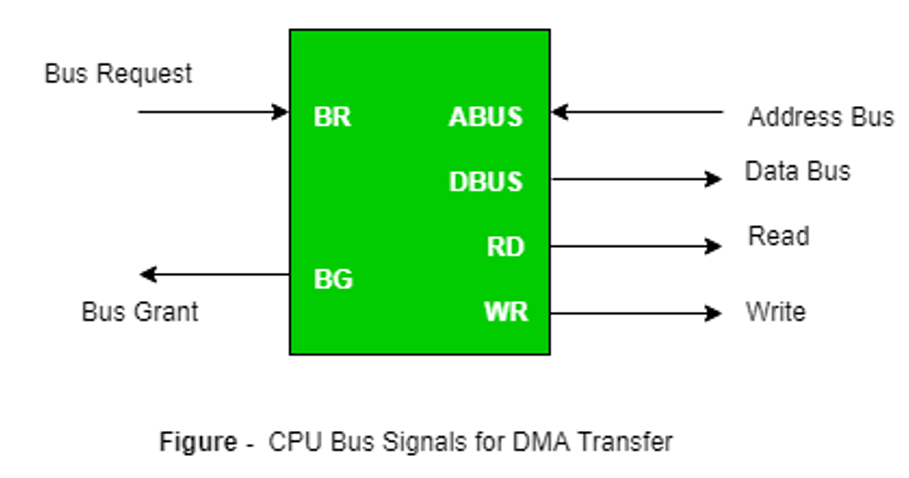 Bus Request
BR
ABUS
Address Bus
DBUS
Data Bus
RD
Read
BG
Bus Grant
WR
Write
Figure - CPU Bus Signals for DMA Transfer